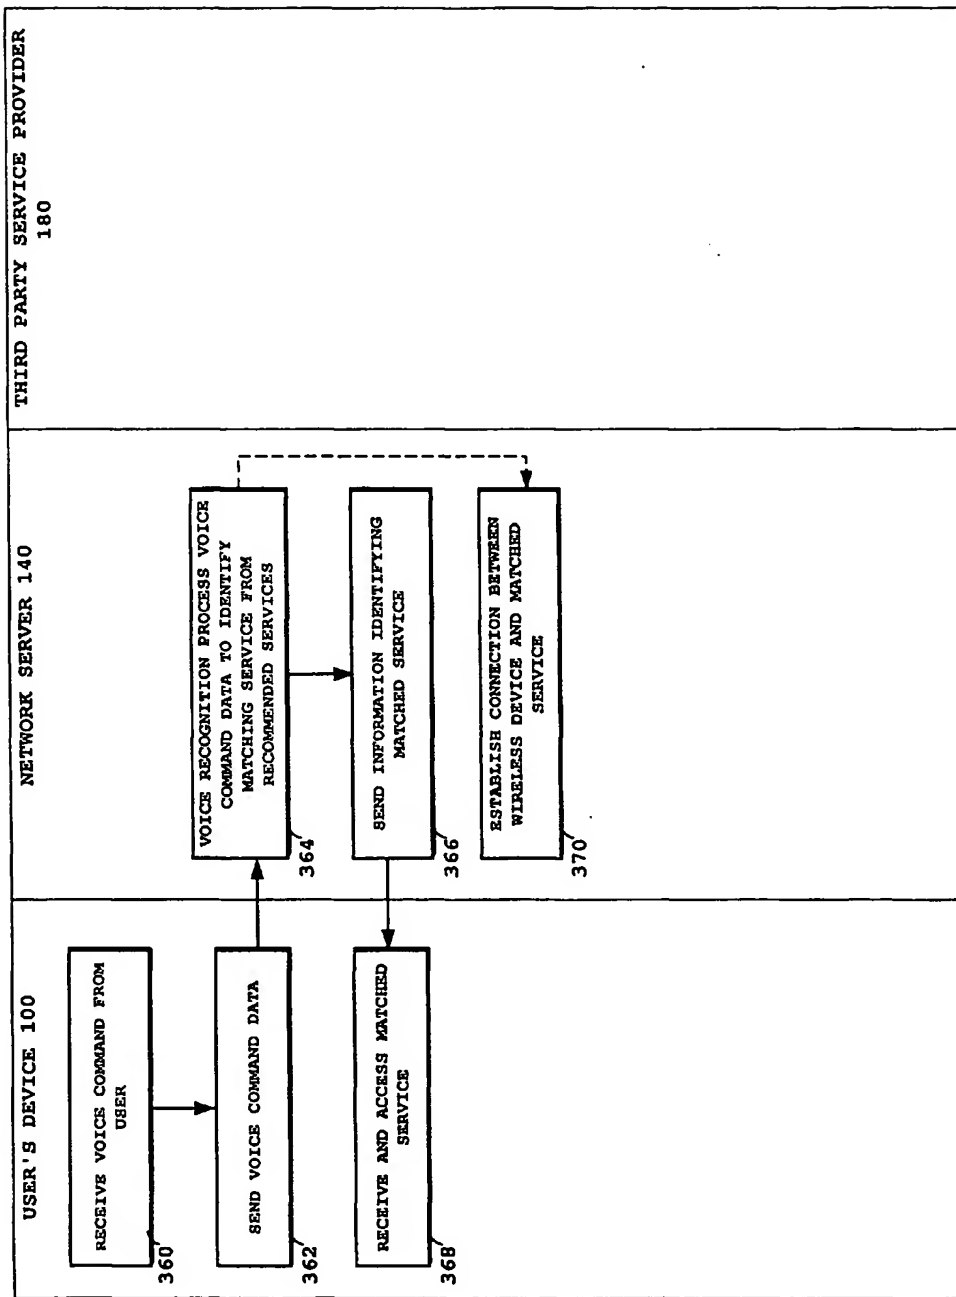 USER'S DEVICE 100
RECEIVE VOICE COMMAND FROM
USER
360
SEND VOICE COMMAND DATA
362
RECEIVE AND ACCESS MATCHED
SERVICE
368
NETWORK SERVER 140
VOICE RECOGNITION PROCESS VOICE
COMMAND DATA TO IDENTIFY
MATCHING SERVICE FROM
RECOMMENDED SERVICES
364
SEND INFORMATION IDENTIFYING
MATCHED SERVICE
366
ESTABLISH CONNECTION BETWEEN
WIRELESS DEVICE AND MATCHED
SERVICE
370
THIRD PARTY SERVICE PROVIDER
180